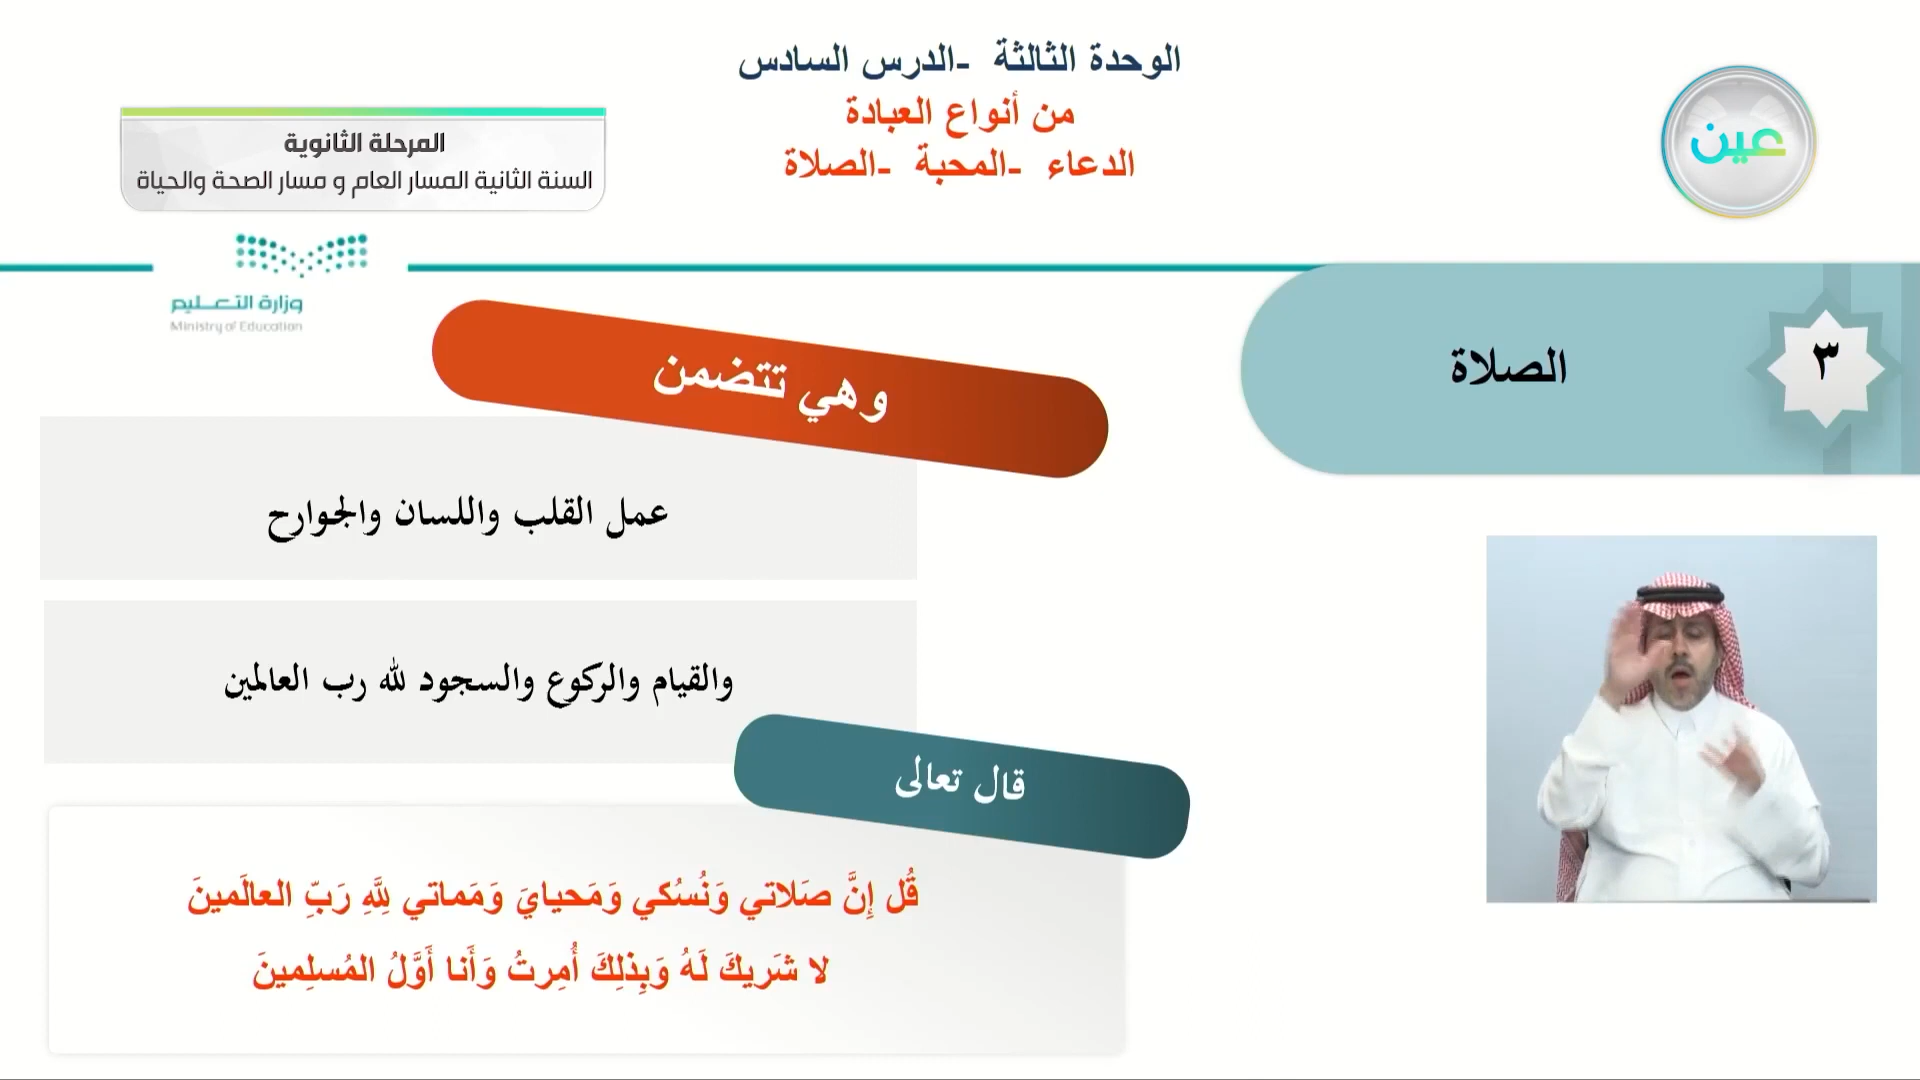 الوحدة الثالثة -الدرس السادس
من أنواع العبادة
الدعاء -المحبة -الصلاة
عين
المرحلة الثانوية
السنة الثانية المسار العام و مسار الصحة والحياة
وزارة التعليم
Ministry of Education
٣
الصلاة
وهي تتضمن
عمل القلب واللسان والجوارح
والقيام والركوع والسجود لله رب العالمين
قال تعالى
قُل إِنَّ صَلاتي وَنُسُكي وَمَحيايَ وَمَماتي لِلَّهِ رَبِّ العالَمينَ
لا شَريكَ لَهُ وَبِذلِكَ أُمِرتُ وَأَنا أَوَّلُ المُسلِمينَ